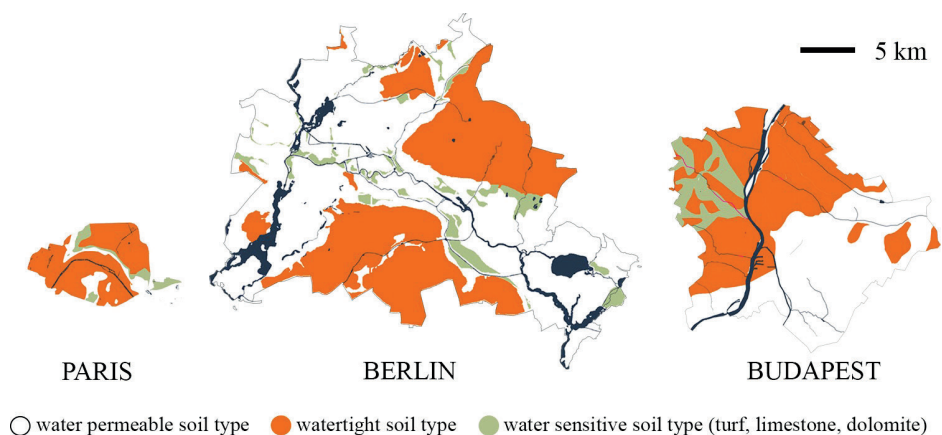 5 km
PARIS
BERLIN
BUDAPEST
water permeable soil type
watertight soil type
water sensitive soil type (turf, limestone, dolomite)